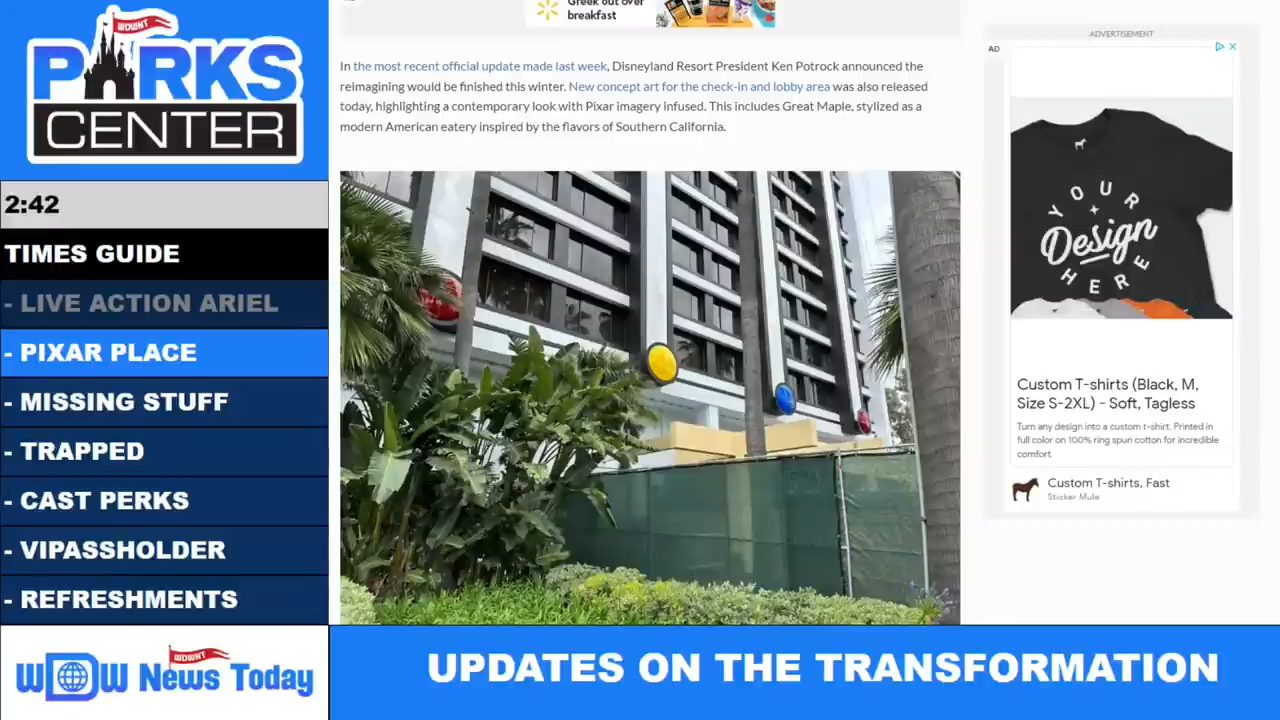 WDWNT
PARKS
CENTER
2:42
TIMES GUIDE
- LIVE ACTION ARIEL
- PIXAR PLACE
- MISSING STUFF
- TRAPPED
- CAST PERKS
- VIPASSHOLDER
- REFRESHMENTS
WDWNT
WDW News Today
Greek out over
breakfast
In the most recent official update made last week, Disneyland Resort President Ken Potrock announced the
reimagining would be finished this winter. New concept art for the check-in and lobby area was also released
today, highlighting a contemporary look with Pixar imagery infused. This includes Great Maple, stylized as a
modern American eatery inspired by the flavors of Southern California.
ADVERTISEMENT
AD
YOUR
Design
HERE
Custom T-shirts (Black, M,
Size S-2XL) - Soft, Tagless
Turn any design into a custom t-shirt. Printed in
full color on 100% ring spun cotton for incredible
comfort.
Custom T-shirts, Fast
Sticker Mule
UPDATES ON THE TRANSFORMATION